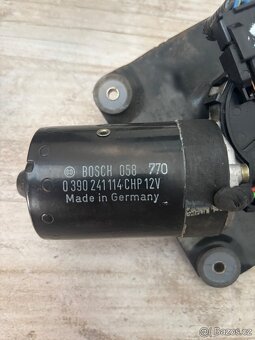 BOSCH 058 770
0 390 241 114 CHP 12V
Made in Germany
Bazos.cz